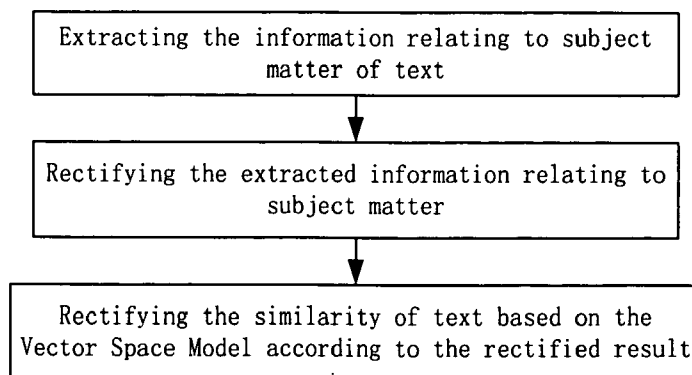 Extracting the information relating to subject
matter of text
Rectifying the extracted information relating to
subject matter
Rectifying the similarity of text based on the
Vector Space Model according to the rectified result